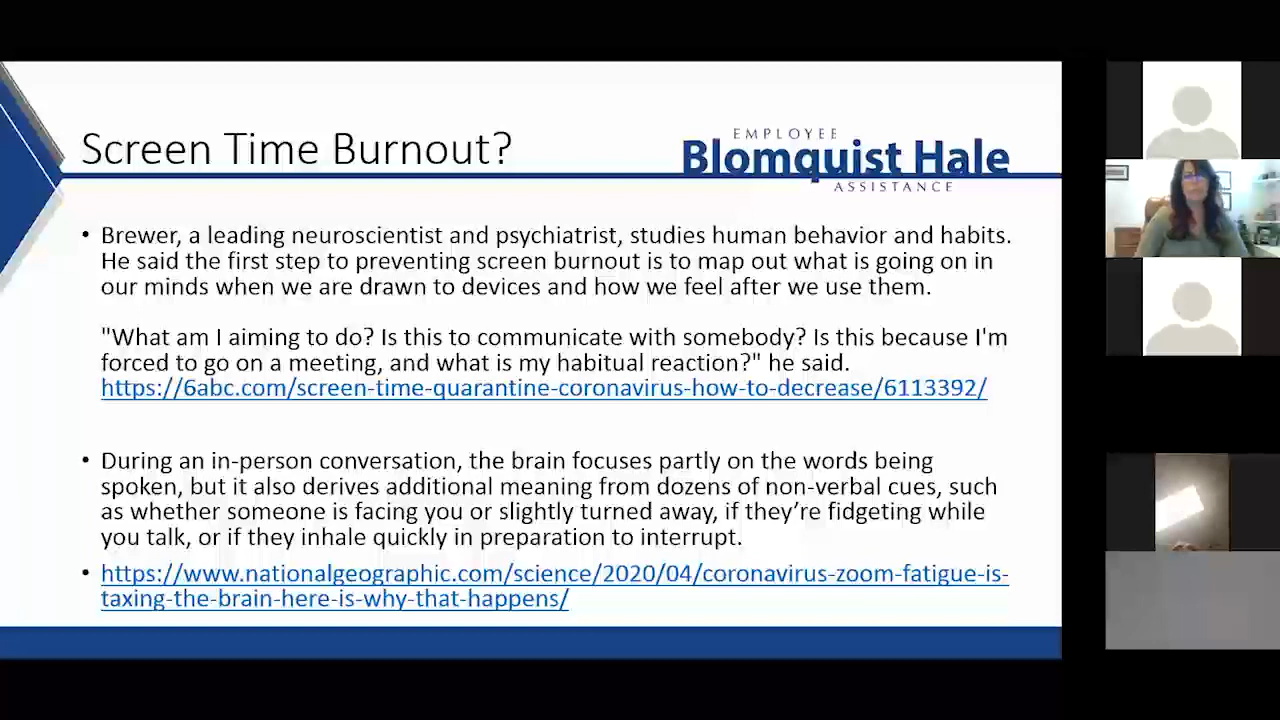 Screen Time Burnout?
EMPLOYEE
Blomquist Hale
ASSISTANCE
• Brewer, a leading neuroscientist and psychiatrist, studies human behavior and habits.
He said the first step to preventing screen burnout is to map out what is going on in
our minds when we are drawn to devices and how we feel after we use them.
"What am I aiming to do? Is this to communicate with somebody? Is this because I'm
forced to go on a meeting, and what is my habitual reaction?" he said.
https://6abc.com/screen-time-quarantine-coronavirus-how-to-decrease/6113392/
• During an in-person conversation, the brain focuses partly on the words being
spoken, but it also derives additional meaning from dozens of non-verbal cues, such
as whether someone is facing you or slightly turned away, if they’re fidgeting while
you talk, or if they inhale quickly in preparation to interrupt.
• https://www.nationalgeographic.com/science/2020/04/coronavirus-zoom-fatigue-is-
taxing-the-brain-here-is-why-that-happens/